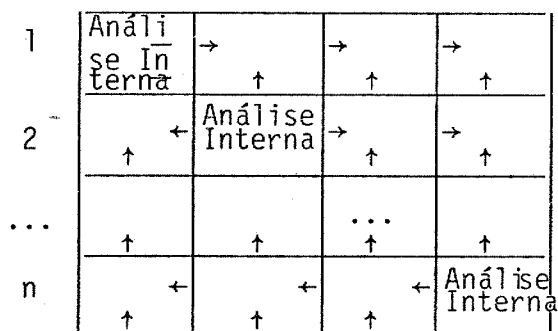 1 Análi
se In
terna → → →
↑ ↑ ↑
2 ← Análise
Interna → →
↑ ↑ ↑
... ...
↑ ↑ ↑ ↑
n ← ← ← Análise
Interna
↑ ↑ ↑